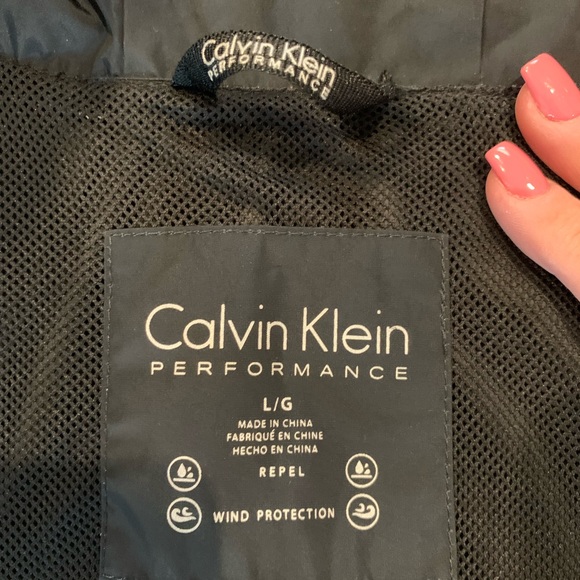 Calvin Klein
PERFORMANCE
Calvin Klein
PERFORMANCE
L/G
MADE IN CHINA
FABRIQUÉ EN CHINE
HECHO EN CHINA
REPEL
WIND PROTECTION